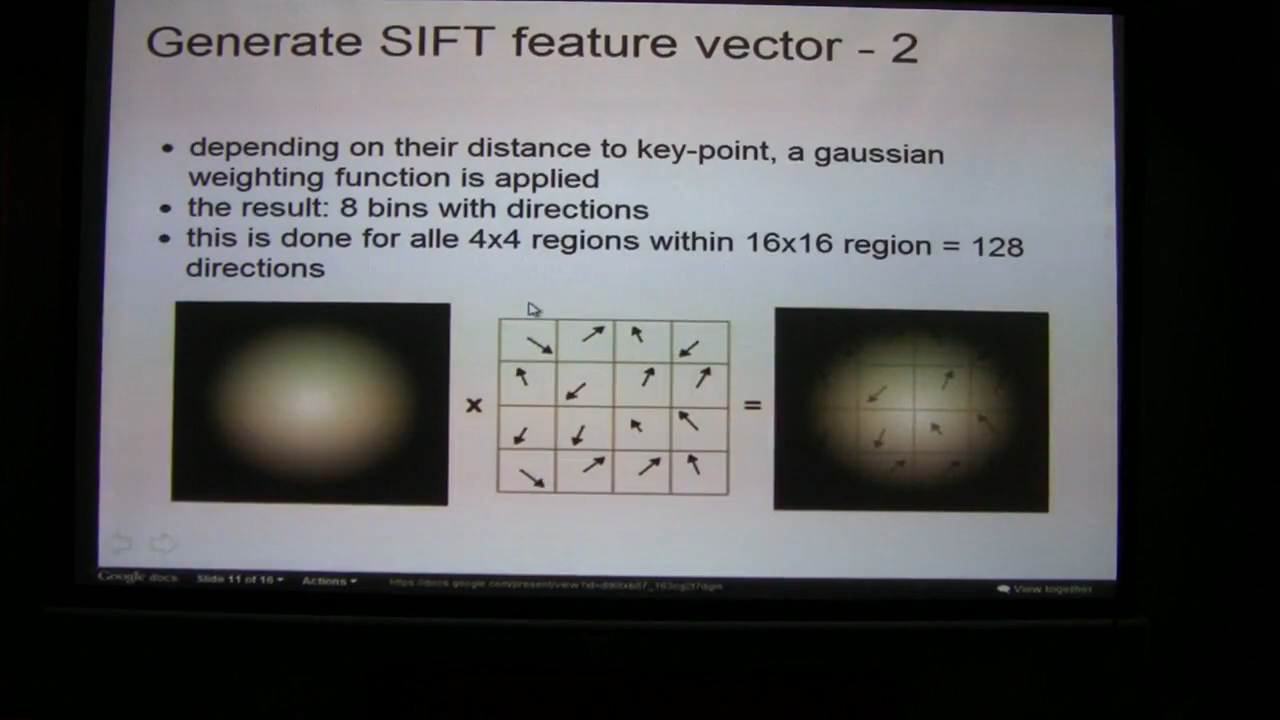 Generate SIFT feature vector - 2
• depending on their distance to key-point, a gaussian
weighting function is applied
• the result: 8 bins with directions
• this is done for alle 4x4 regions within 16x16 region = 128
directions
x
=
Google docs
Slide 11 of 16
Actions
View together